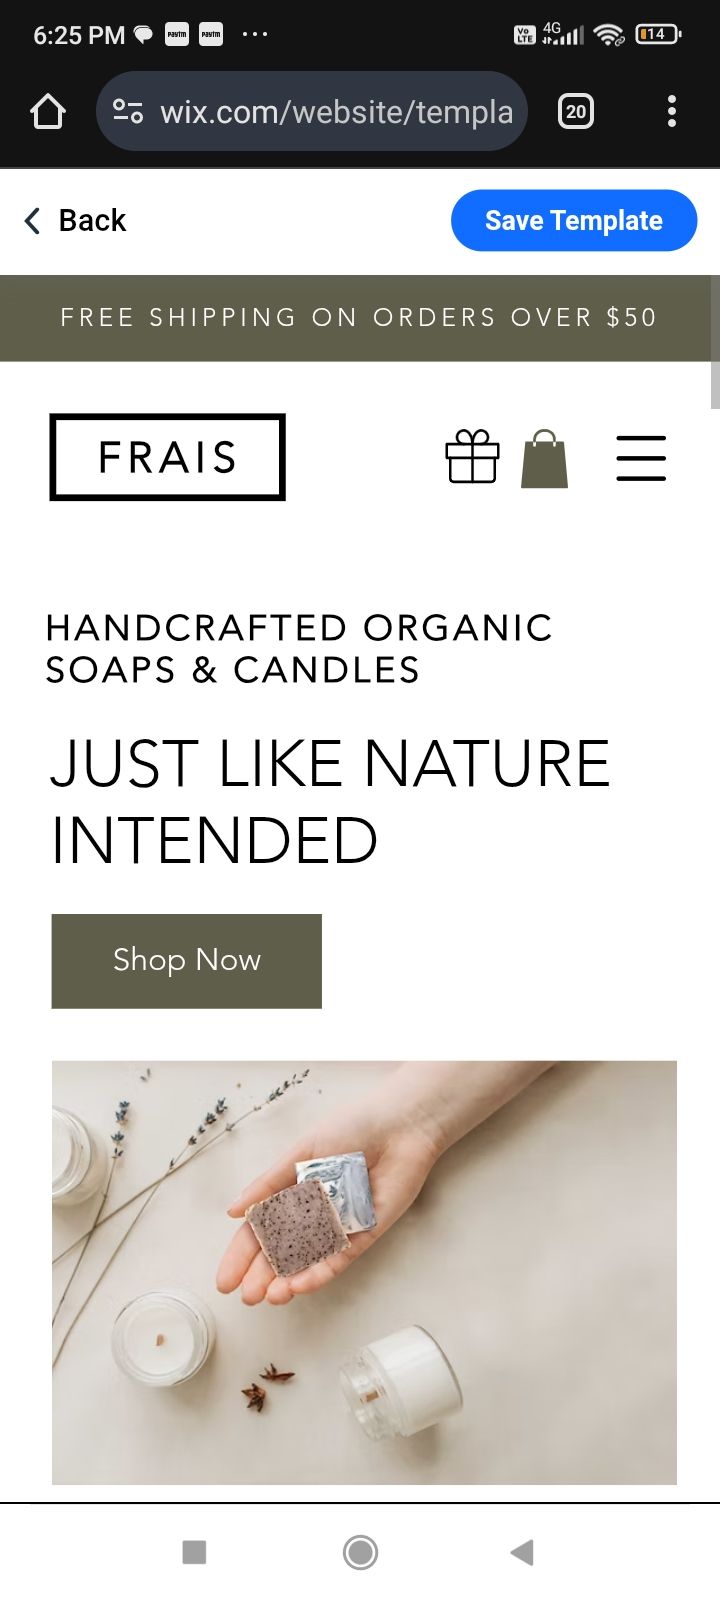 6:25 PM
paytm paytm
Vo LTE 4G 14
wix.com/website/templa
20
Back
Save Template
FREE SHIPPING ON ORDERS OVER $50
FRAIS
HANDCRAFTED ORGANIC
SOAPS & CANDLES
JUST LIKE NATURE
INTENDED
Shop Now